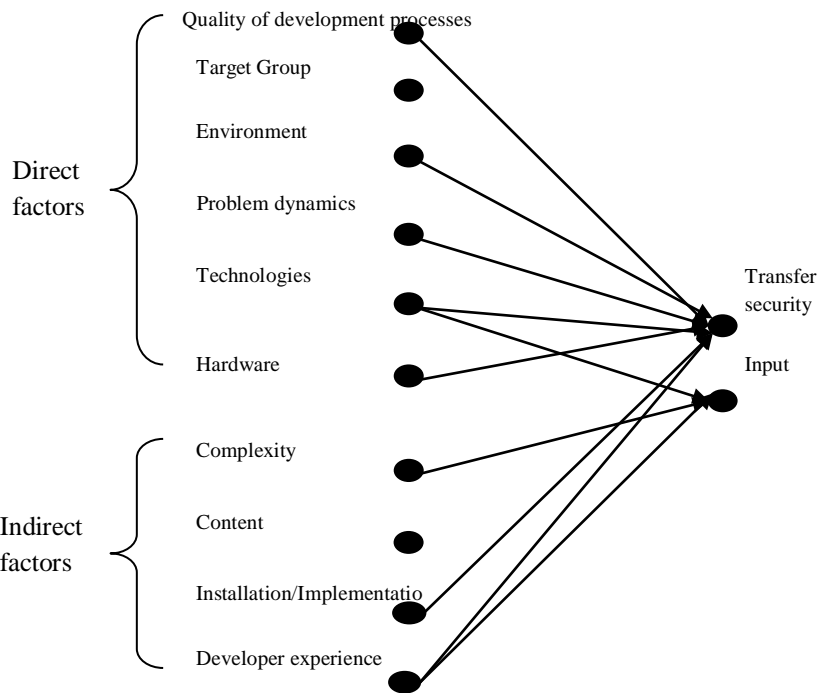 Quality of development processes
Target Group
Environment
Direct
factors
Problem dynamics
Technologies
Transfer
security
Hardware
Input
Complexity
Content
Indirect
factors
Installation/Implementatio
Developer experience